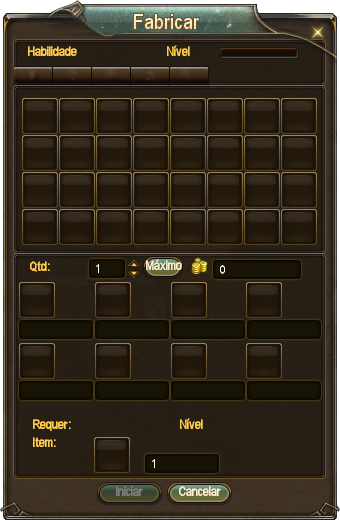 Fabricar
Habilidade Nível
Qtd: 1 Máximo 0
Requer: Nível
Item:
1
Iniciar Cancelar